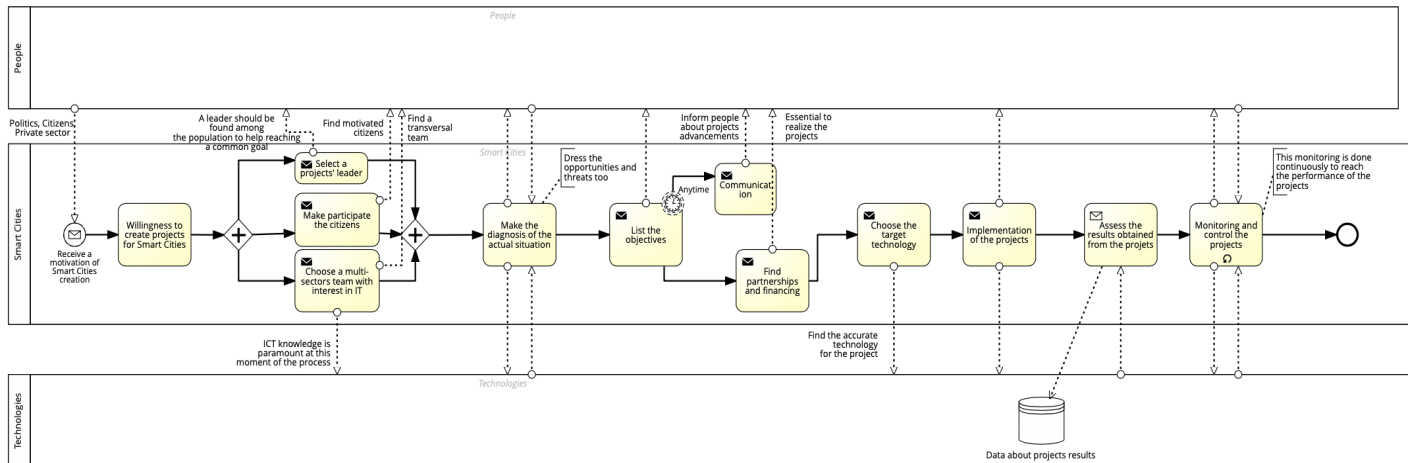 People
People
Politics, Citizens,
Private sector
A leader should be
found among
the population to help reaching
a common goal
Find motivated
citizens
Find a
transversal
team
Inform people
about projects
advancements
Essential to
realize the
projects
Smart Cities
Smart Cities
Receive a
motivation of
Smart Cities
creation
Willingness to
create projects
for Smart Cities
Select a
projects' leader
Make participate
the citizens
Choose a multi-
sectors team with
interest in IT
Make the
diagnosis of the
actual situation
Dress the
opportunities and
threats too
List the
objectives
Anytime
Communicat
ion
Find
partnerships
and financing
Choose the
target
technology
Implementation
of the projects
Assess the
results obtained
from the projets
Monitoring and
control the
projects
This monitoring is done
continuously to reach
the performance of the
projects
ICT knowledge is
paramount at this
moment of the process
Find the accurate
technology
for the project
Technologies
Technologies
Data about projects results